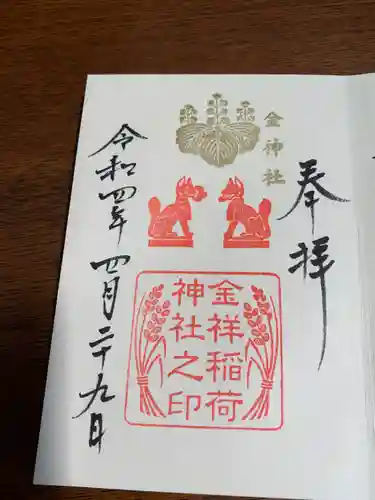 奉拝
金神社
金祥稲荷
神社之印
令和四年四月二十九日